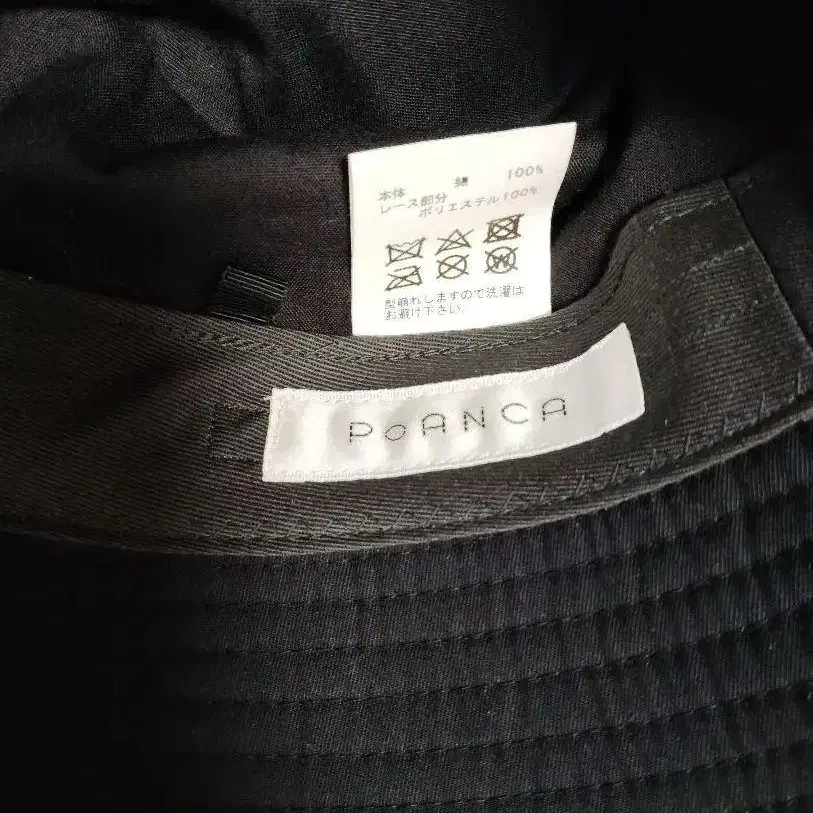 本体 綿 100%
レース部分
ポリエステル100%
W
型崩れしますので洗濯は
お避け下さい
PoANCA